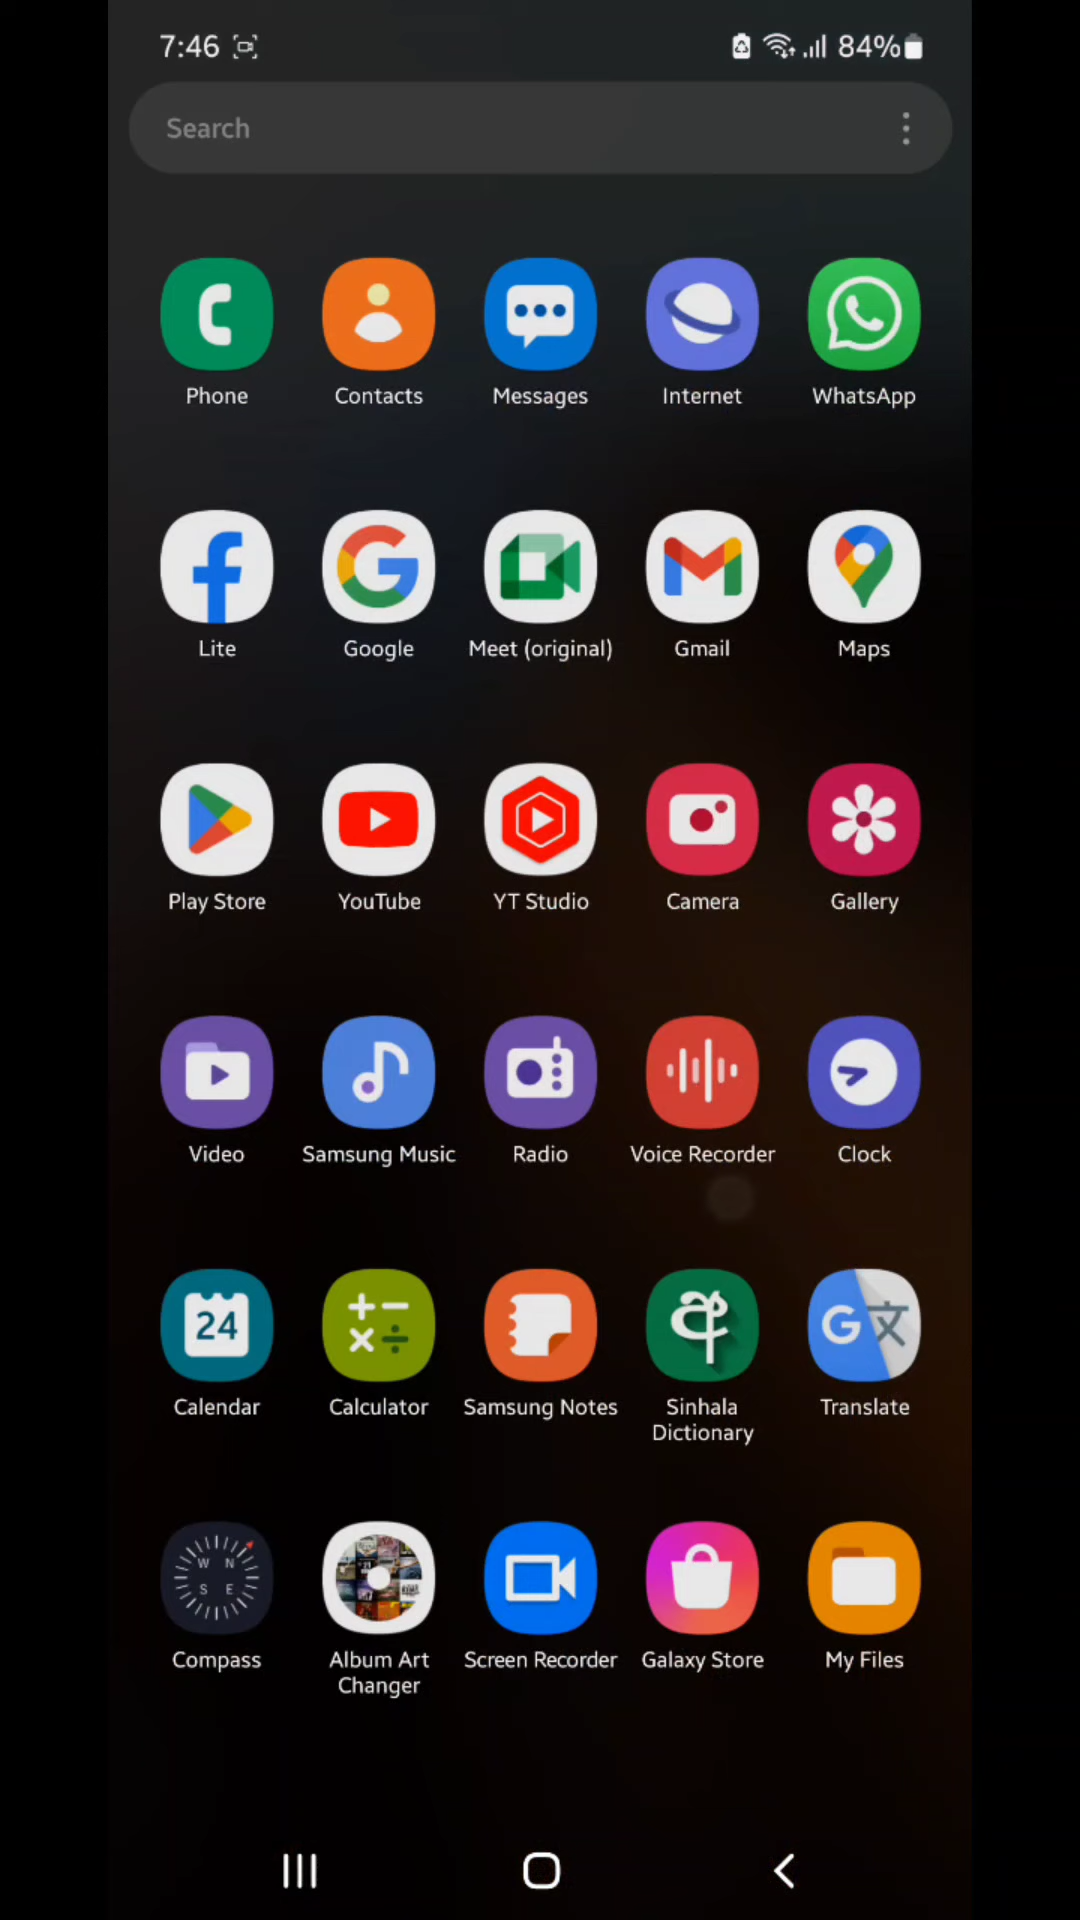 7:46 84%
Search
Phone Contacts Messages Internet WhatsApp
Lite Google Meet (original) Gmail Maps
Play Store YouTube YT Studio Camera Gallery
Video Samsung Music Radio Voice Recorder Clock
24 අ G 文
Calendar Calculator Samsung Notes Sinhala Translate
Dictionary
W N
S E
Compass Album Art Screen Recorder Galaxy Store My Files
Changer